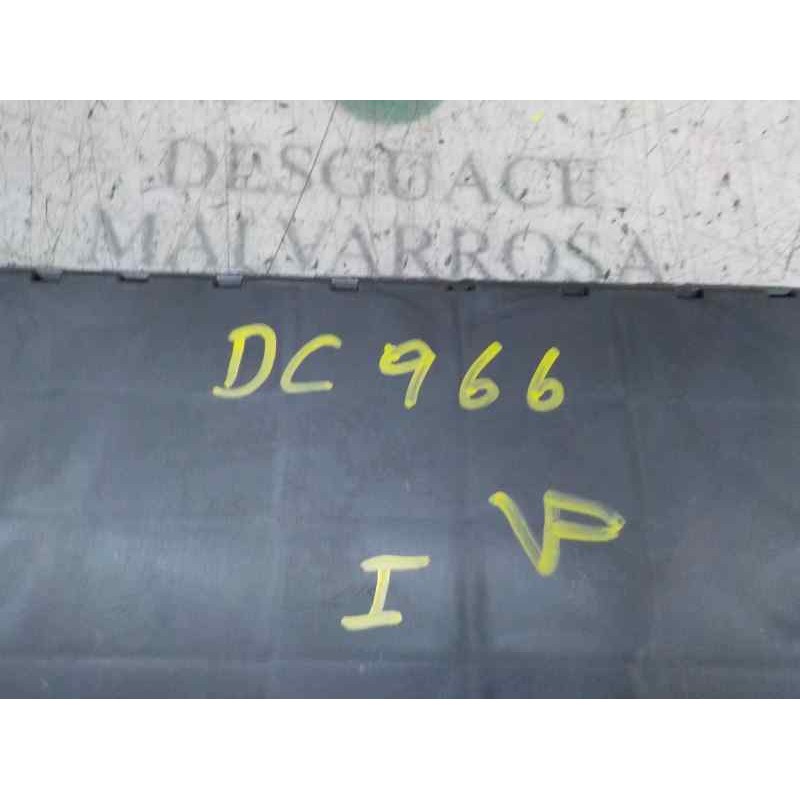 DESGUACE
MALVARROSA
DC 966
VP
I